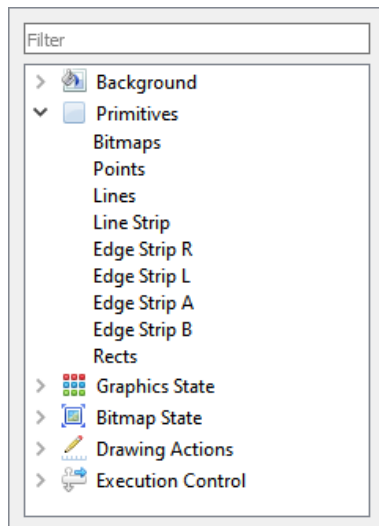 Filter
Background
Primitives
Bitmaps
Points
Lines
Line Strip
Edge Strip R
Edge Strip L
Edge Strip A
Edge Strip B
Rects
Graphics State
Bitmap State
Drawing Actions
Execution Control